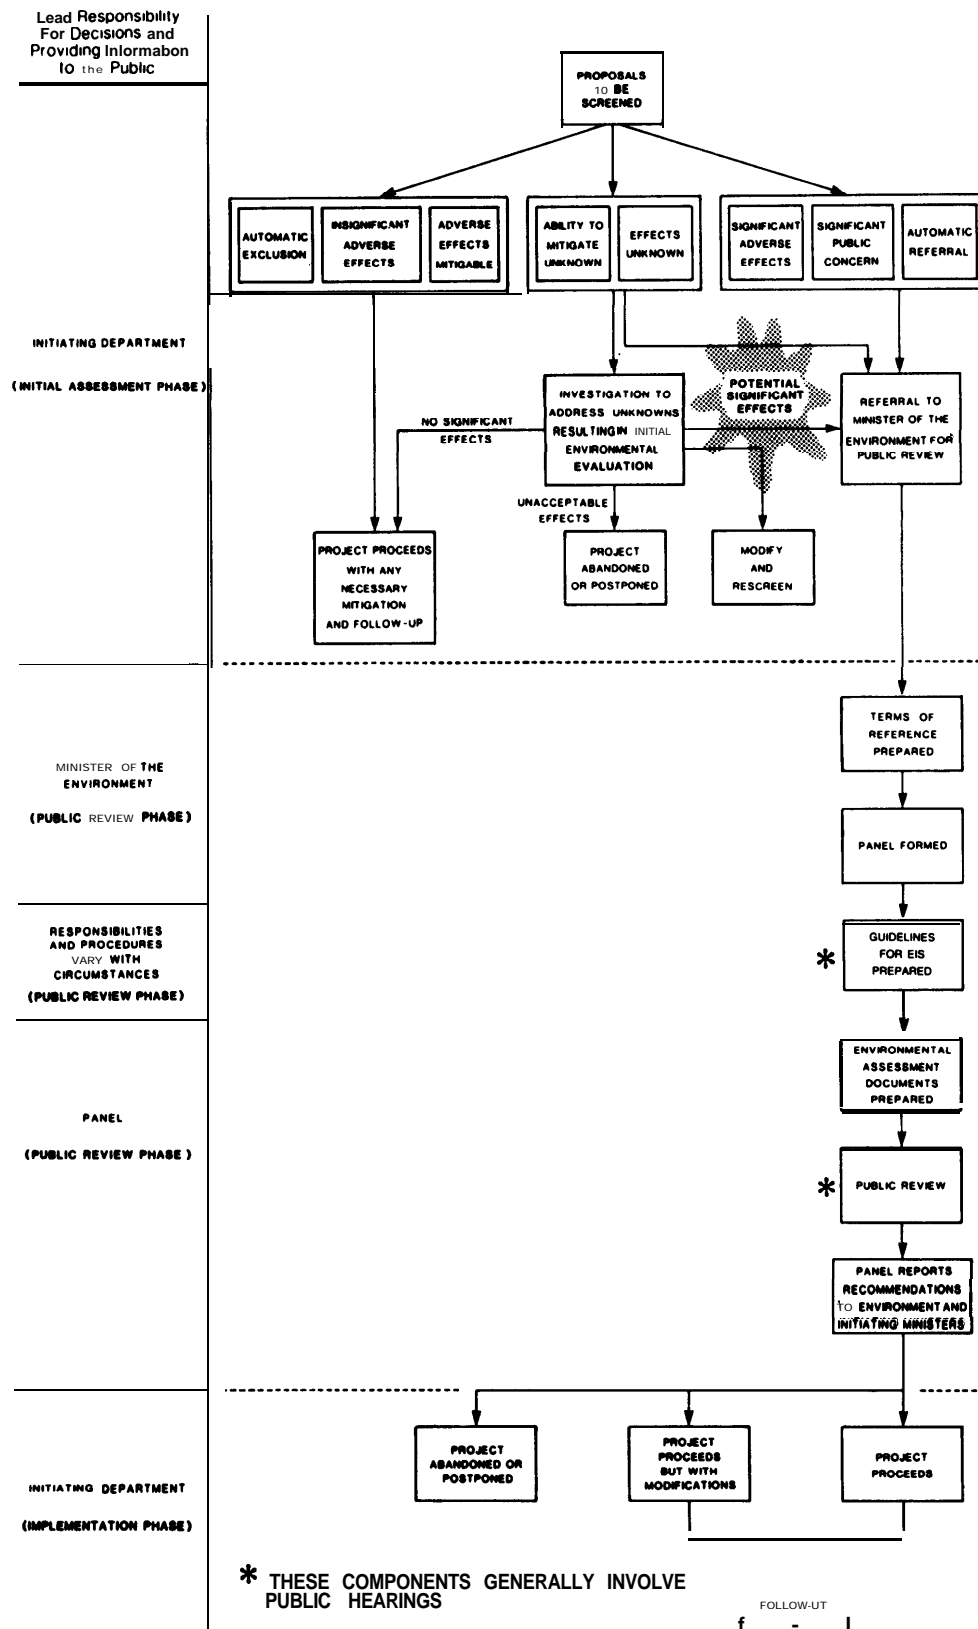 Lead Responsibility
For Decisions and
Providing Informabon
to the Public
PROPOSALS
10 BE
SCREENED
AUTOMATIC
EXCLUSION
INSIGNIFICANT
ADVERSE
EFFECTS
ADVERSE
EFFECTS
MITIGABLE
ABILITY TO
MITIGATE
UNKNOWN
EFFECTS
UNKNOWN
SIGNIFICANT
ADVERSE
EFFECTS
SIGNIFICANT
PUBLIC
CONCERN
AUTOMATIC
REFERRAL
INITIATING DEPARTMENT
(INITIAL ASSESSMENT PHASE)
NO SIGNIFICANT
EFFECTS
INVESTIGATION TO
ADDRESS UNKNOWNS
RESULTING IN INITIAL
ENVIRONMENTAL
EVALUATION
POTENTIAL
SIGNIFICANT
EFFECTS
REFERRAL TO
MINISTER OF THE
ENVIRONMENT FOR
PUBLIC REVIEW
UNACCEPTABLE
EFFECTS
PROJECT PROCEEDS
WITH ANY
NECESSARY
MITIGATION
AND FOLLOW-UP
PROJECT
ABANDONED
OR POSTPONED
MODIFY
AND
RESCREEN
MINISTER OF THE
ENVIRONMENT
(PUBLIC REVIEW PHASE)
TERMS OF
REFERENCE
PREPARED
PANEL FORMED
RESPONSIBILITIES
AND PROCEDURES
VARY WITH
CIRCUMSTANCES
(PUBLIC REVIEW PHASE)
* GUIDELINES
FOR EIS
PREPARED
PANEL
(PUBLIC REVIEW PHASE)
ENVIRONMENTAL
ASSESSMENT
DOCUMENTS
PREPARED
* PUBLIC REVIEW
PANEL REPORTS
RECOMMENDATIONS
TO ENVIRONMENT AND
INITIATING MINISTERS
INITIATING DEPARTMENT
(IMPLEMENTATION PHASE)
PROJECT
ABANDONED OR
POSTPONED
PROJECT
PROCEEDS
BUT WITH
MODIFICATIONS
PROJECT
PROCEEDS
* THESE COMPONENTS GENERALLY INVOLVE
PUBLIC HEARINGS
FOLLOW-UT